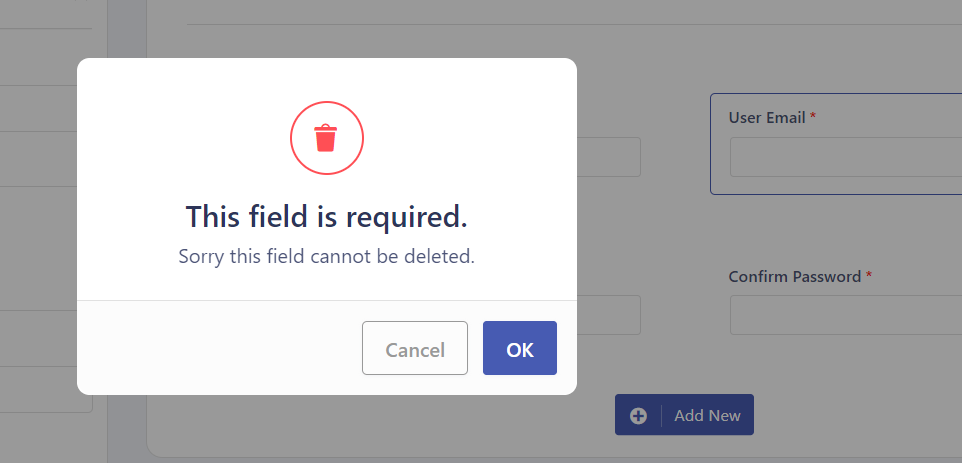 User Email *
This field is required.
Sorry this field cannot be deleted.
Confirm Password *
Cancel
OK
Add New